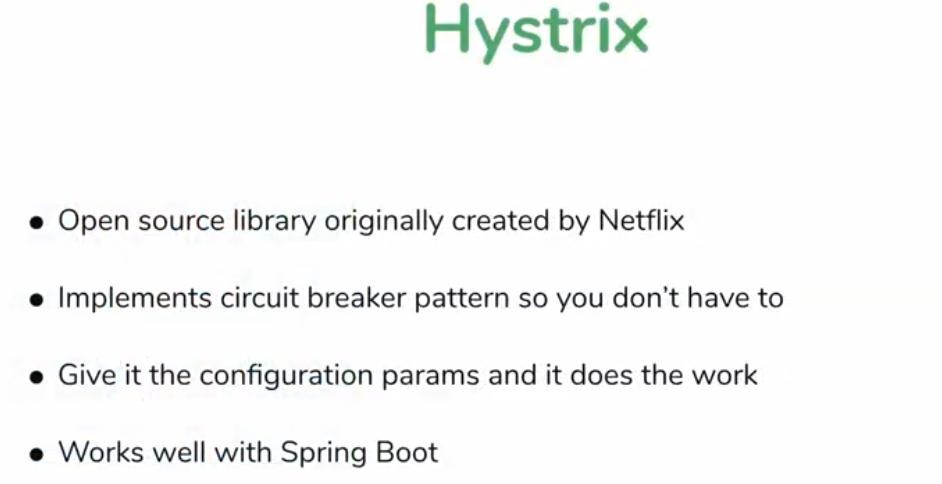 Hystrix
● Open source library originally created by Netflix
● Implements circuit breaker pattern so you don’t have to
● Give it the configuration params and it does the work
● Works well with Spring Boot